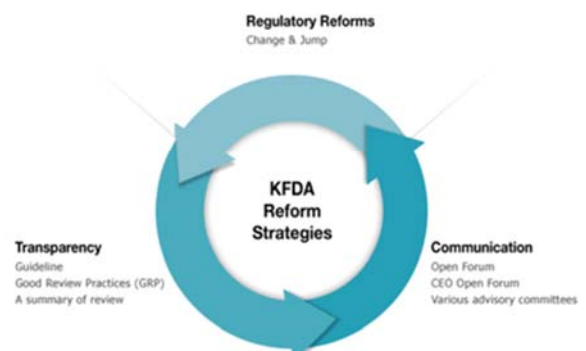 Regulatory Reforms
Change & Jump
KFDA
Reform
Strategies
Transparency
Guideline
Good Review Practices (GRP)
A summary of review
Communication
Open Forum
CEO Open Forum
Various advisory committees